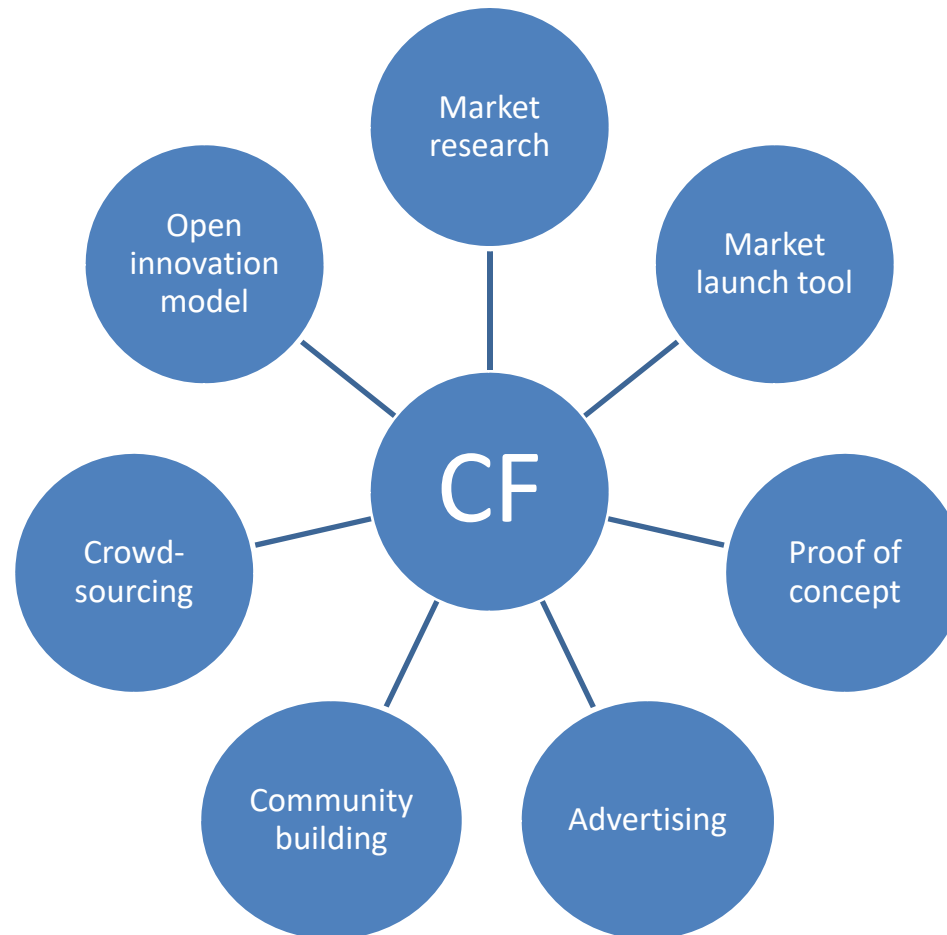 Market
research
Open
innovation
model
Market
launch tool
CF
Crowd-
sourcing
Proof of
concept
Community
building
Advertising